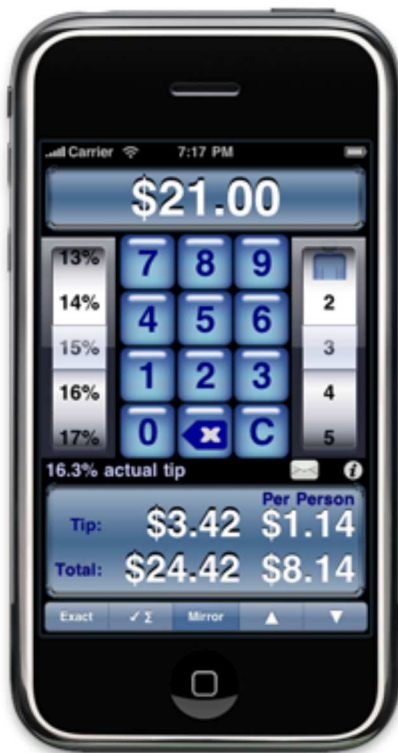 Carrier 7:17 PM
$21.00
13% 7 8 9
14% 4 5 6 2
15% 3
16% 1 2 3 4
17% 0 x C 5
16.3% actual tip i
Per Person
Tip: $3.42 $1.14
Total: $24.42 $8.14
Exact ✓ Σ Mirror ▲ ▼